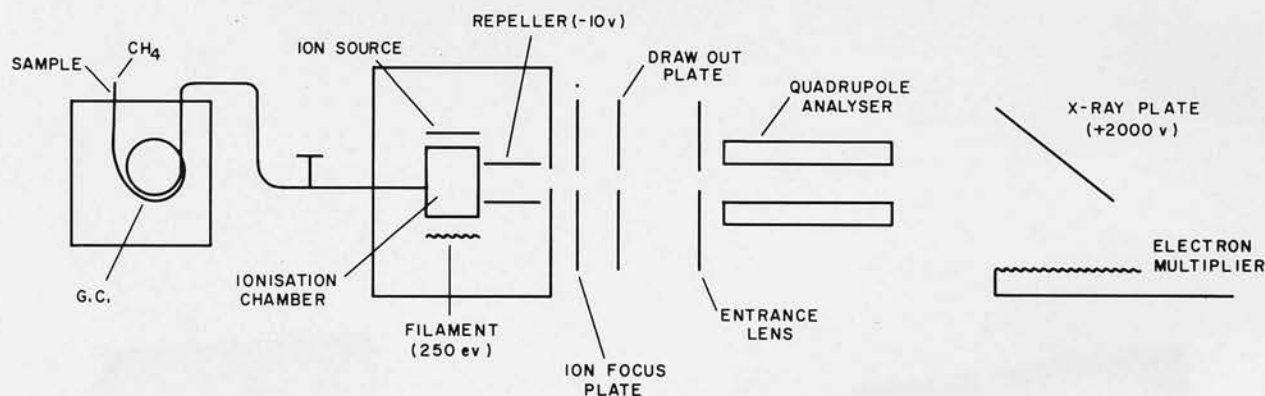 CH4
SAMPLE
G.C.
ION SOURCE
REPELLER (-10v)
IONISATION
CHAMBER
FILAMENT
(250 ev)
ION FOCUS
PLATE
DRAW OUT
PLATE
ENTRANCE
LENS
QUADRUPOLE
ANALYSER
X-RAY PLATE
(+2000 v)
ELECTRON
MULTIPLIER